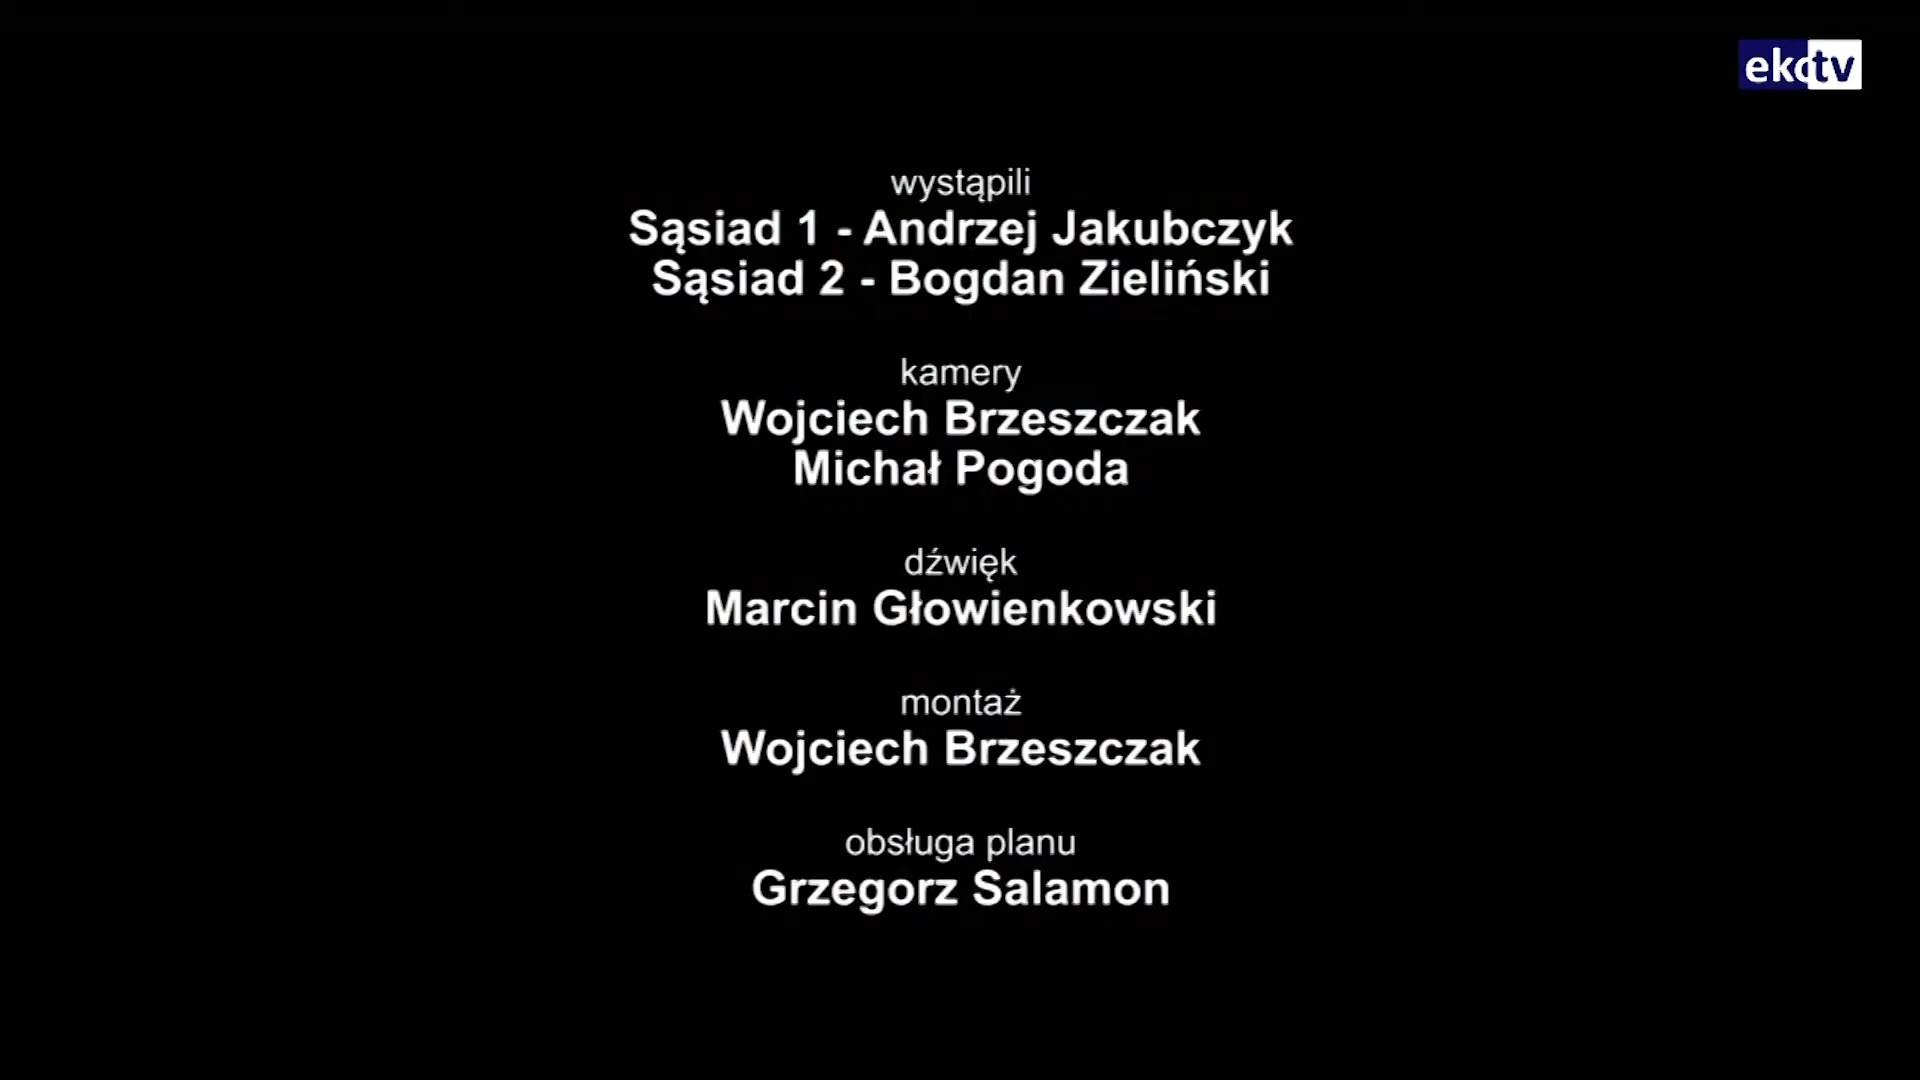 ekotv
wystąpili
Sąsiad 1 - Andrzej Jakubczyk
Sąsiad 2 - Bogdan Zieliński
kamery
Wojciech Brzeszczak
Michał Pogoda
dźwięk
Marcin Głowienkowski
montaż
Wojciech Brzeszczak
obsługa planu
Grzegorz Salamon